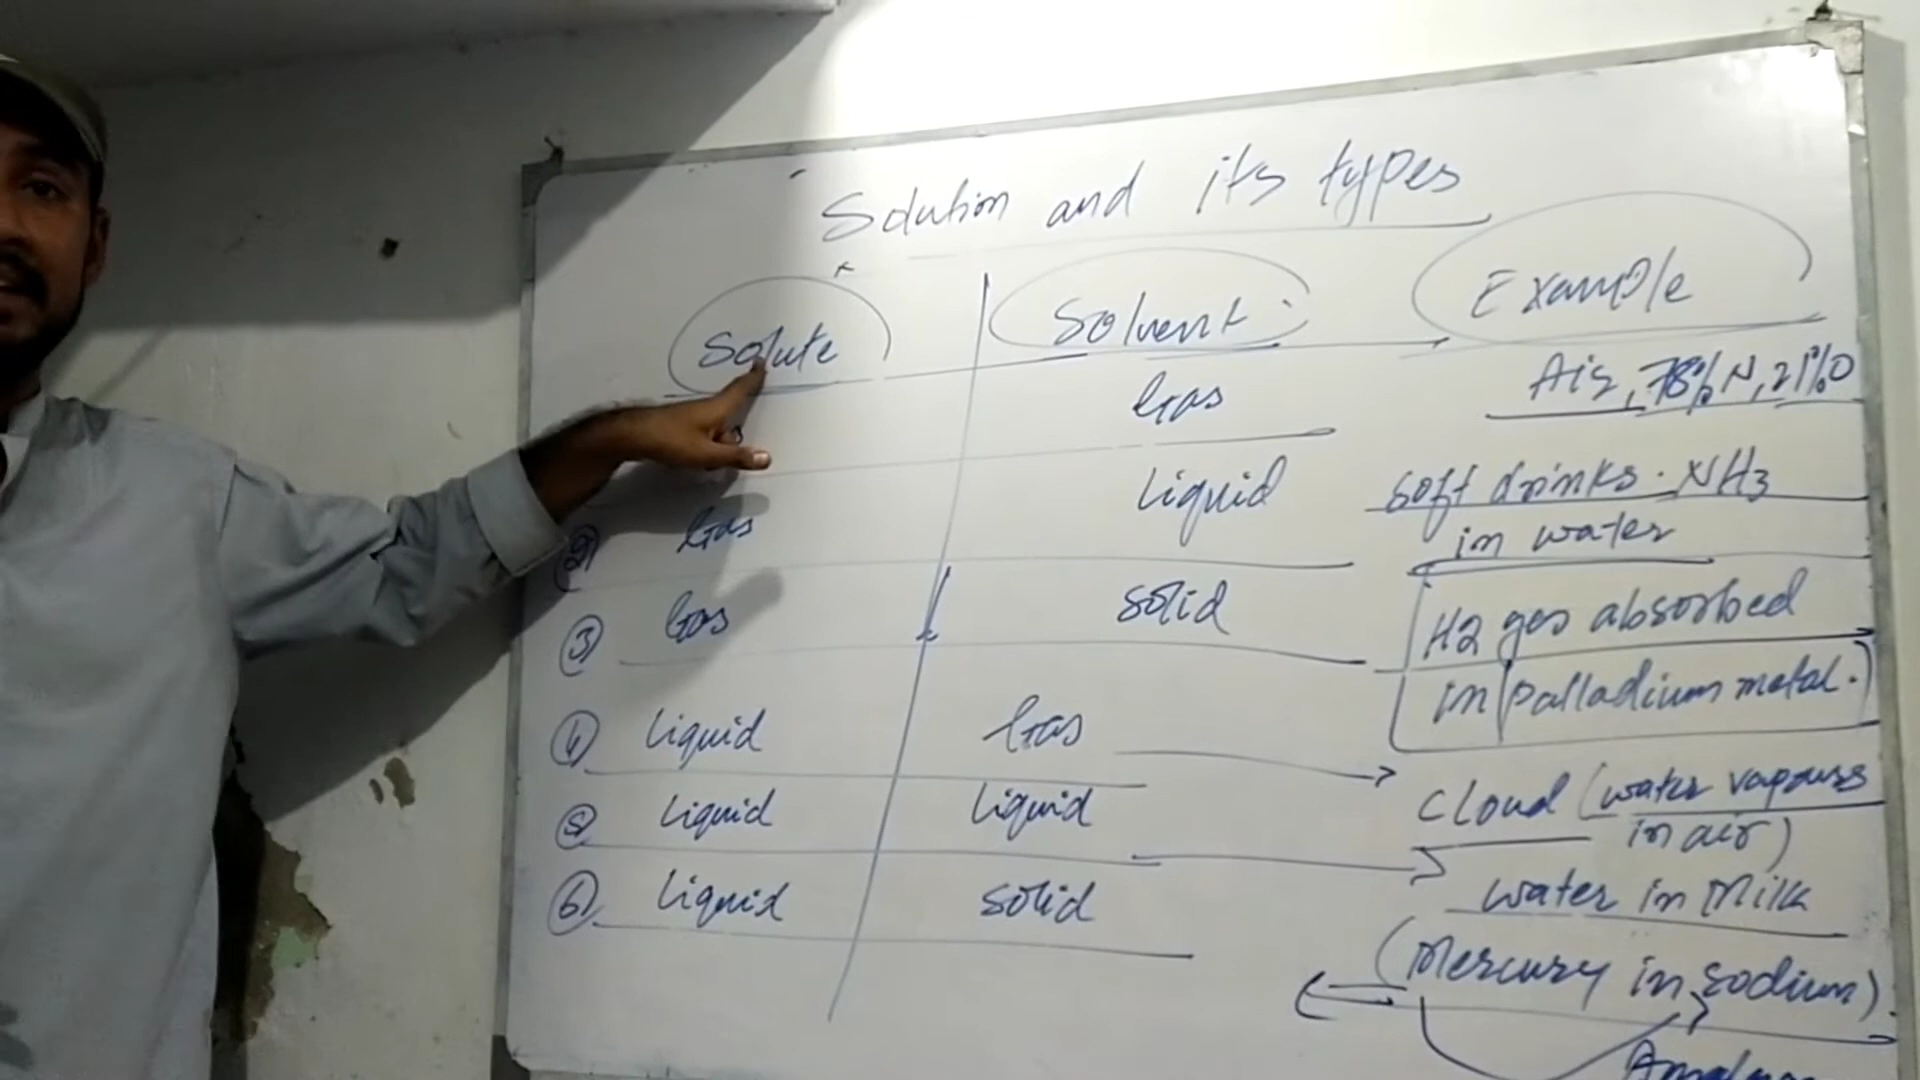 Solution and its types
Solute Solvent Example
Gas Air, 78% N, 21% O
② Gas Liquid Soft drinks. NH3
in water
③ Gas Solid H2 gas absorbed
in palladium metal.
④ Liquid Gas Cloud (water vapours
in air)
⑤ Liquid Liquid water in Milk
⑥ Liquid Solid (Mercury in sodium)